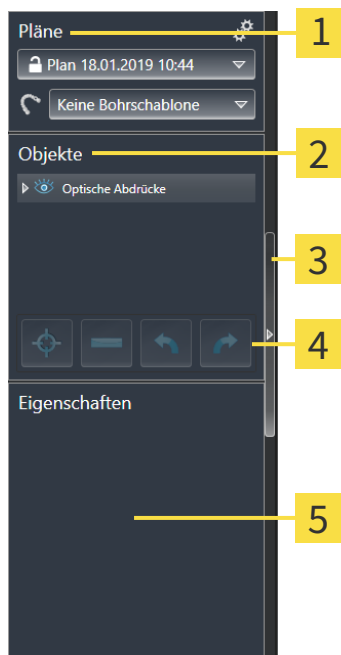 Pläne
1
Plan 18.01.2019 10:44
Keine Bohrschablone
Objekte
2
Optische Abdrücke
3
4
Eigenschaften
5